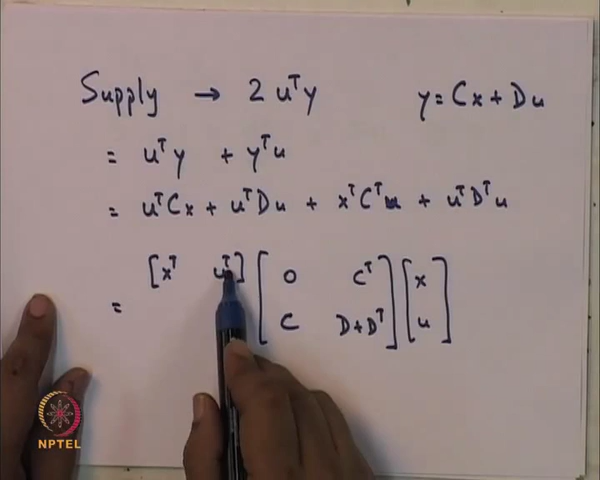 Supply → 2 uᵀy y = Cx + Du
= uᵀy + yᵀu
= uᵀCx + uᵀDu + xᵀCᵀu + uᵀDᵀu
= [xᵀ uᵀ] [0 Cᵀ] [x]
[C D+Dᵀ] [u]
NPTEL